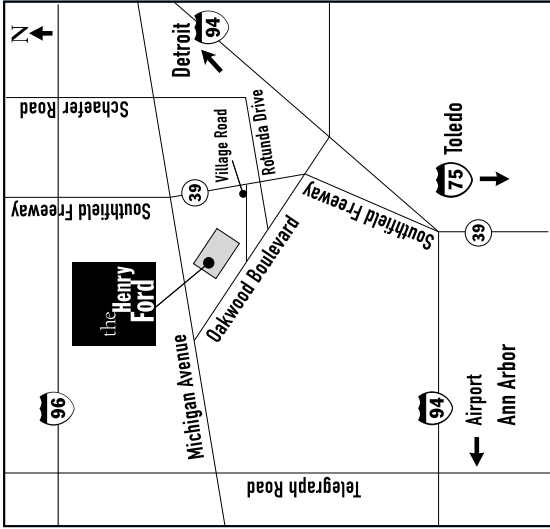 N
94
Detroit
Schaefer Road
Rotunda Drive
Village Road
Southfield Freeway
39
Southfield Freeway
75 Toledo
39
the
Henry
Ford
Oakwood Boulevard
Michigan Avenue
96
94
Airport
Ann Arbor
Telegraph Road